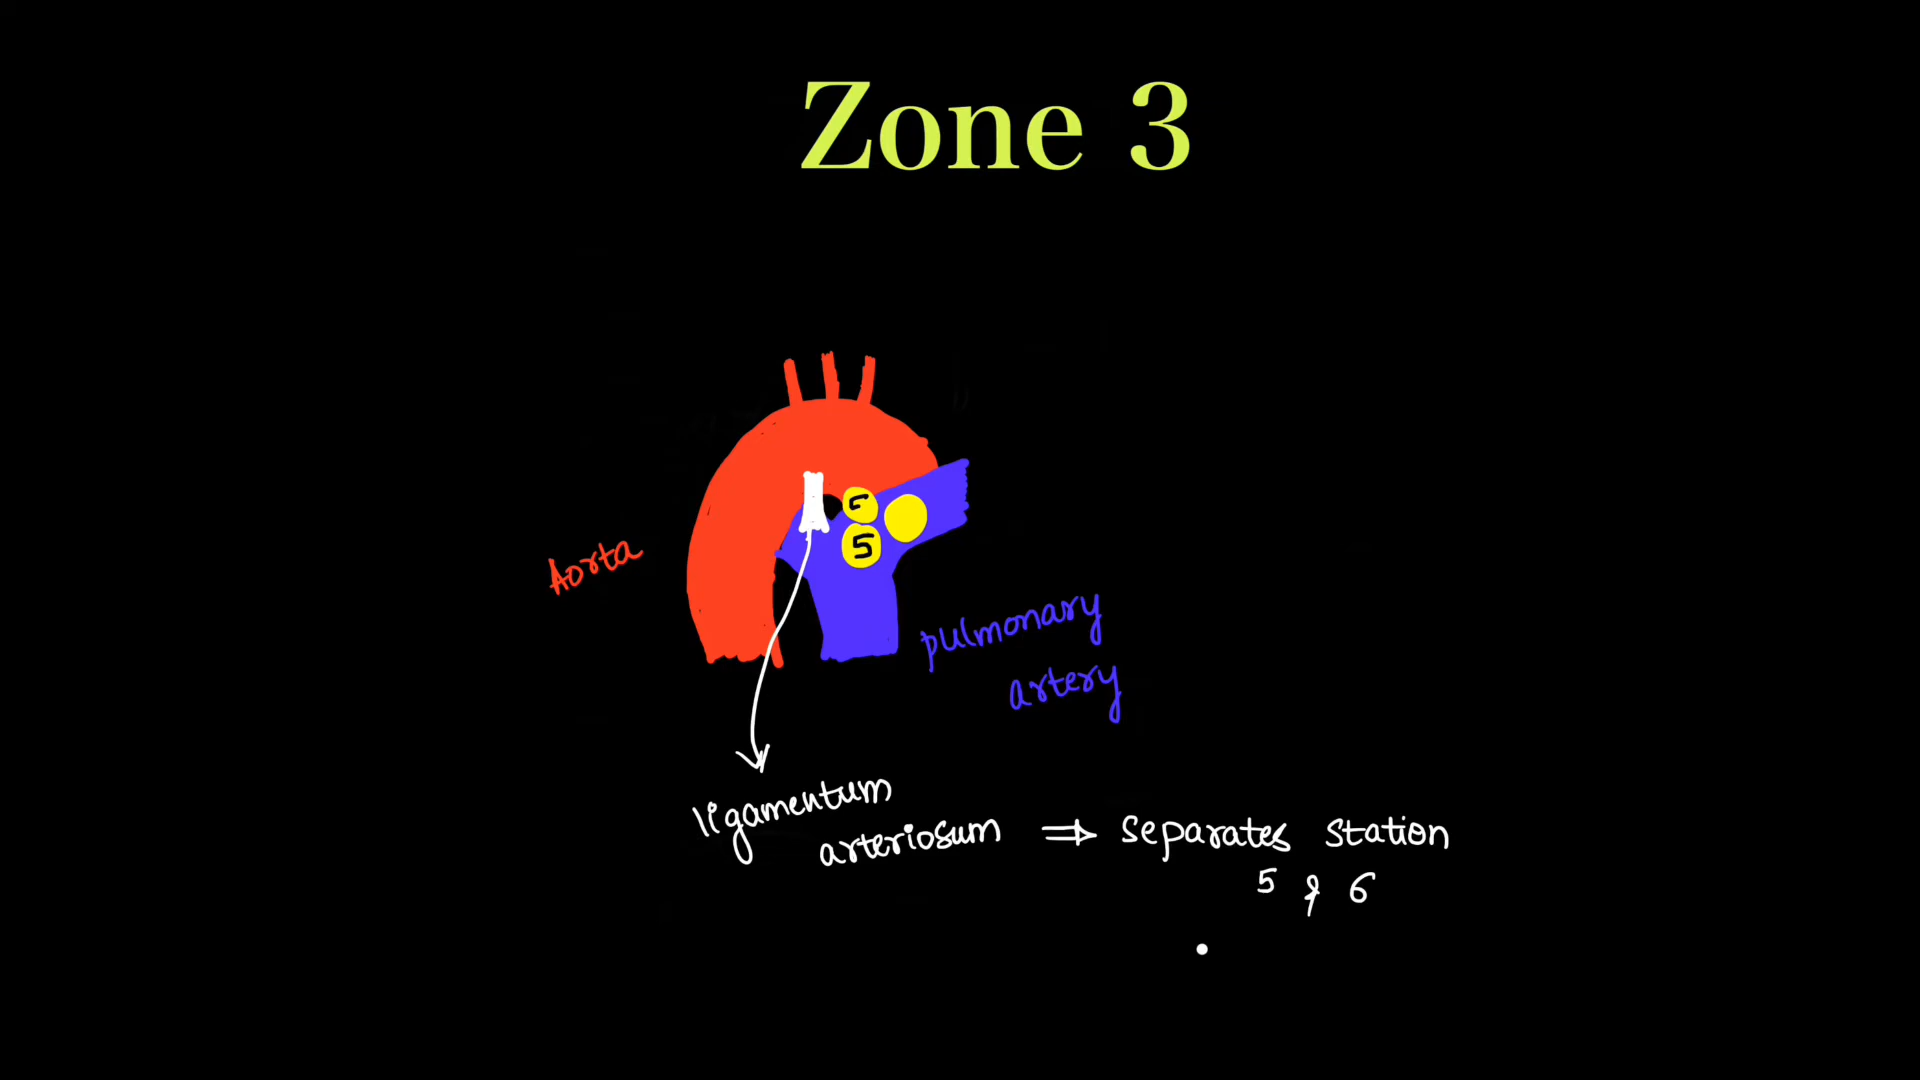 Zone 3
5
5
Aorta
pulmonary
artery
ligamentum
arteriosum ⇒ separates station
5 & 6